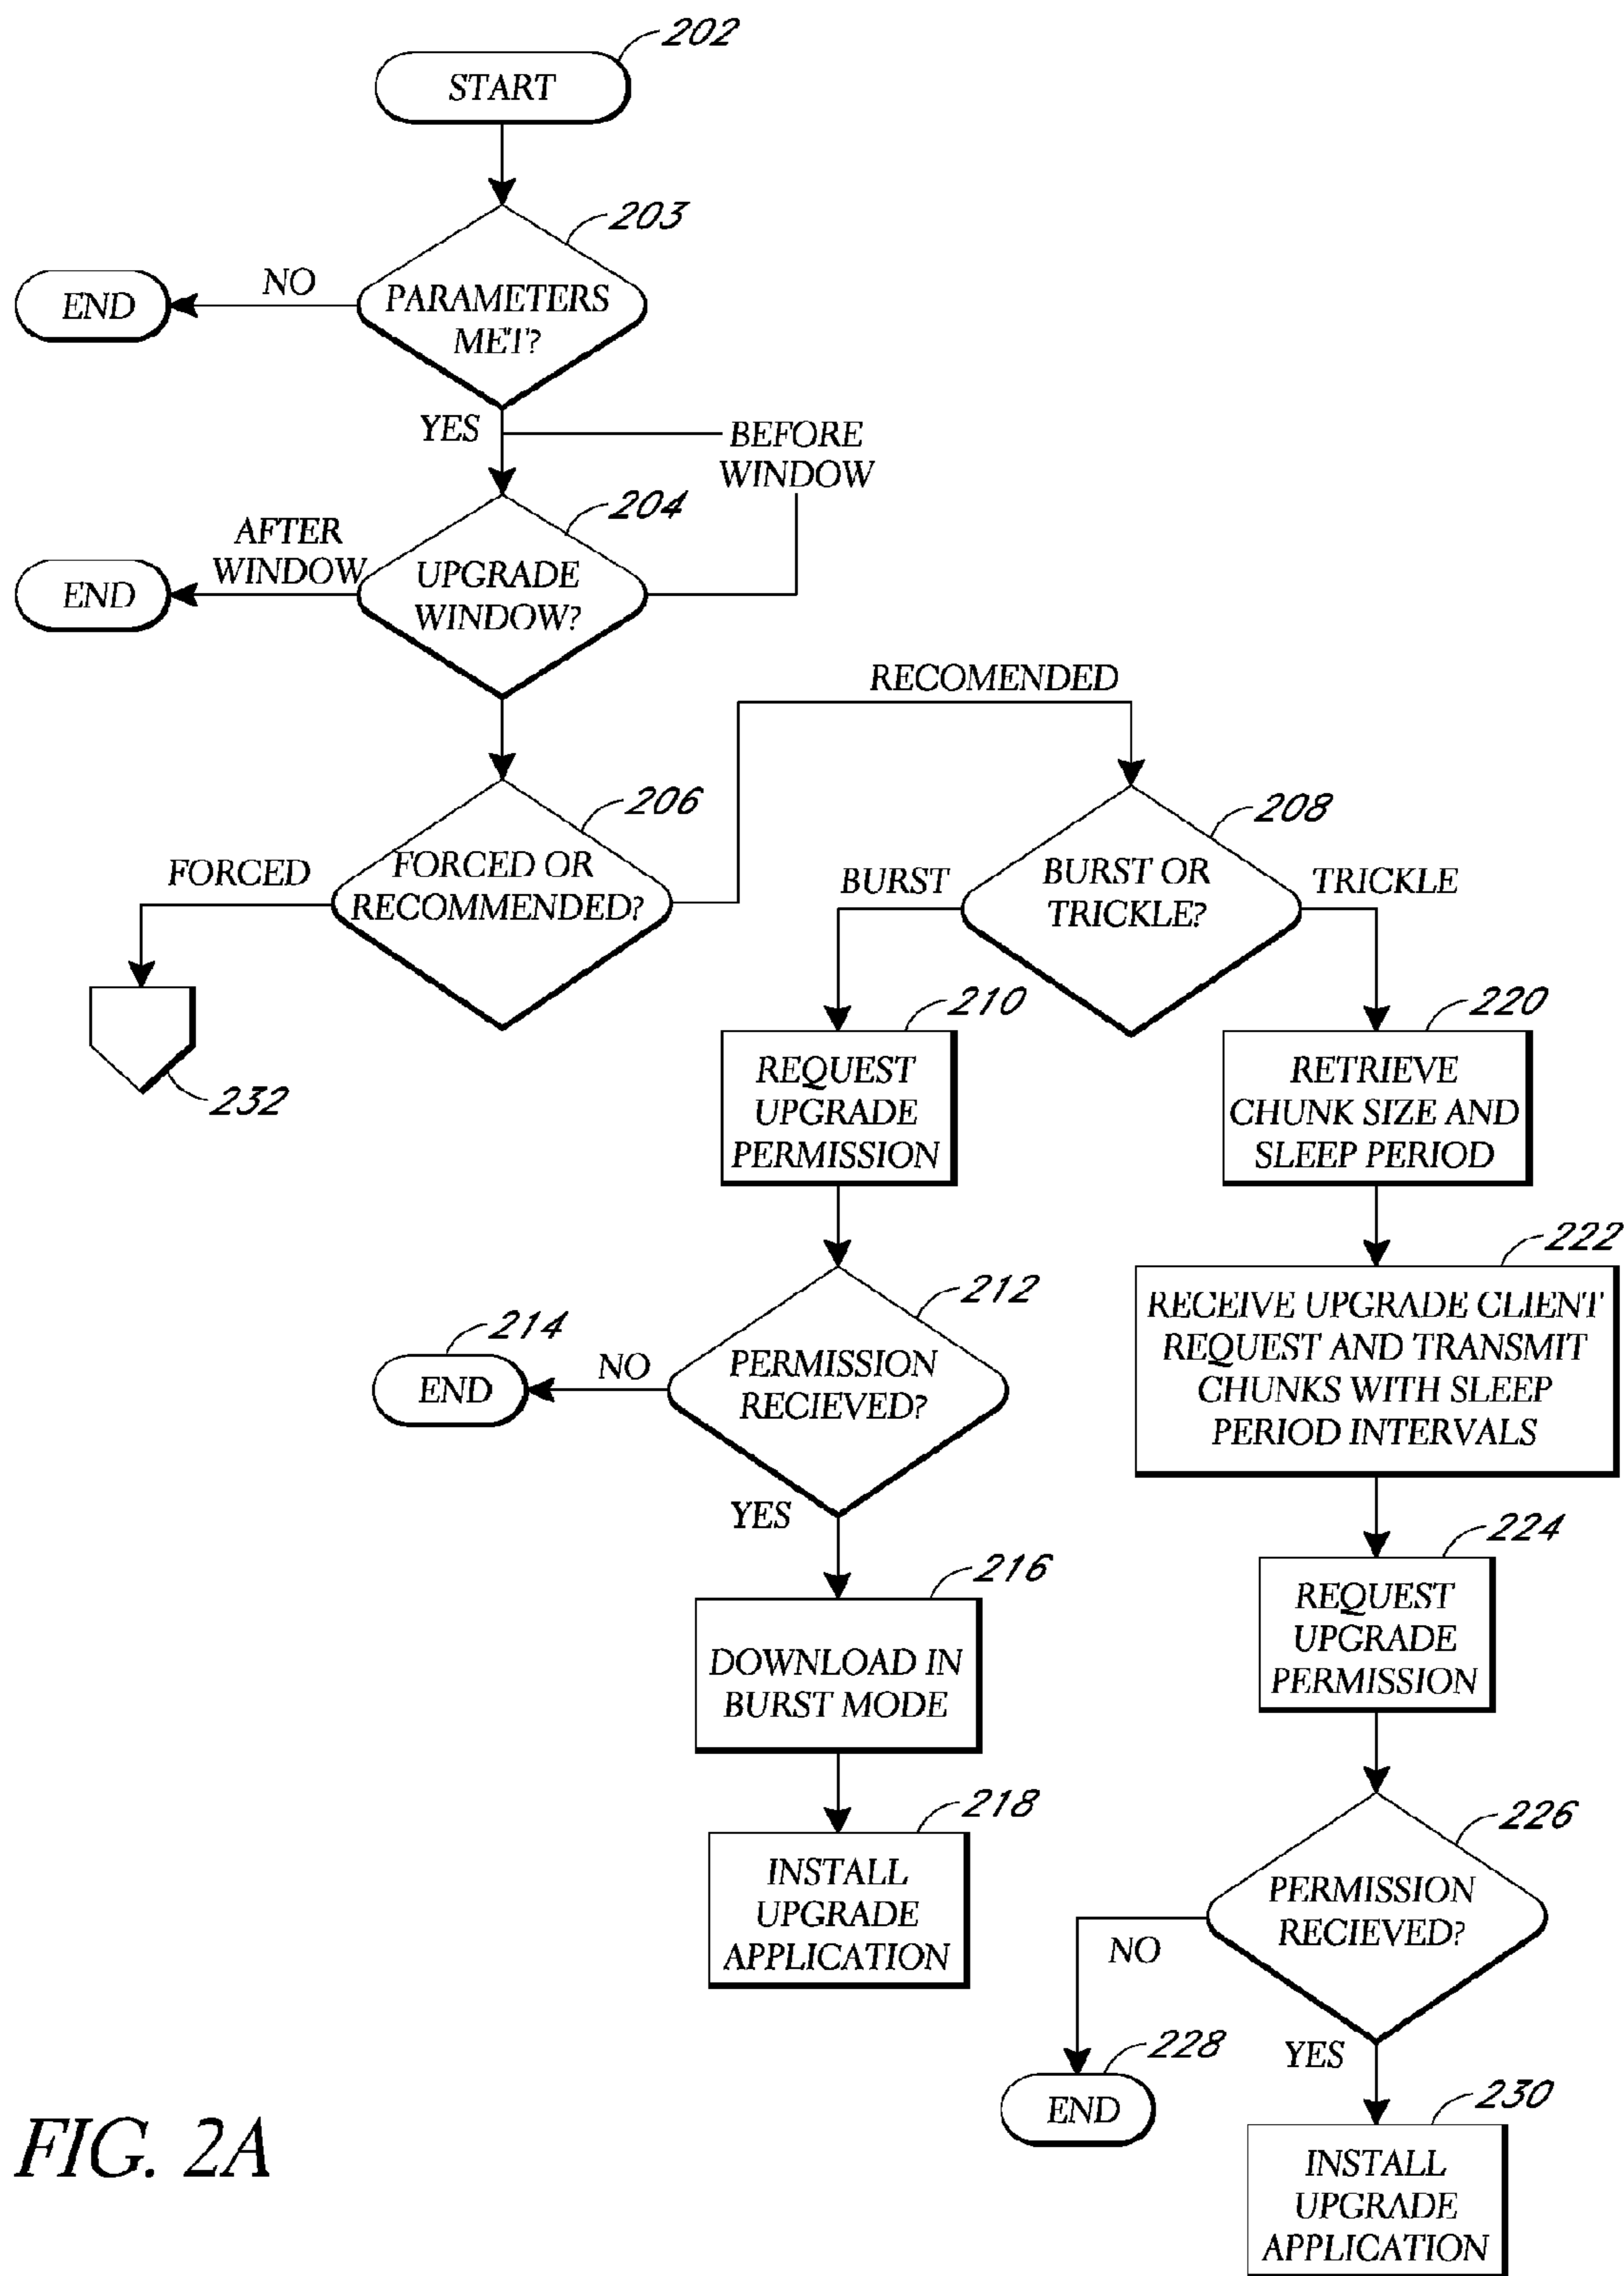 202
START
203
NO
END
PARAMETERS
MET?
YES
BEFORE
WINDOW
204
AFTER
WINDOW
END
UPGRADE
WINDOW?
RECOMENDED
206
208
FORCED
FORCED OR
RECOMMENDED?
BURST
BURST OR
TRICKLE?
TRICKLE
232
210
REQUEST
UPGRADE
PERMISSION
220
RETRIEVE
CHUNK SIZE AND
SLEEP PERIOD
222
RECEIVE UPGRADE CLIENT
REQUEST AND TRANSMIT
CHUNKS WITH SLEEP
PERIOD INTERVALS
212
214
END
NO
PERMISSION
RECIEVED?
YES
224
REQUEST
UPGRADE
PERMISSION
216
DOWNLOAD IN
BURST MODE
218
INSTALL
UPGRADE
APPLICATION
226
PERMISSION
RECIEVED?
NO
YES
228
END
230
INSTALL
UPGRADE
APPLICATION
FIG. 2A